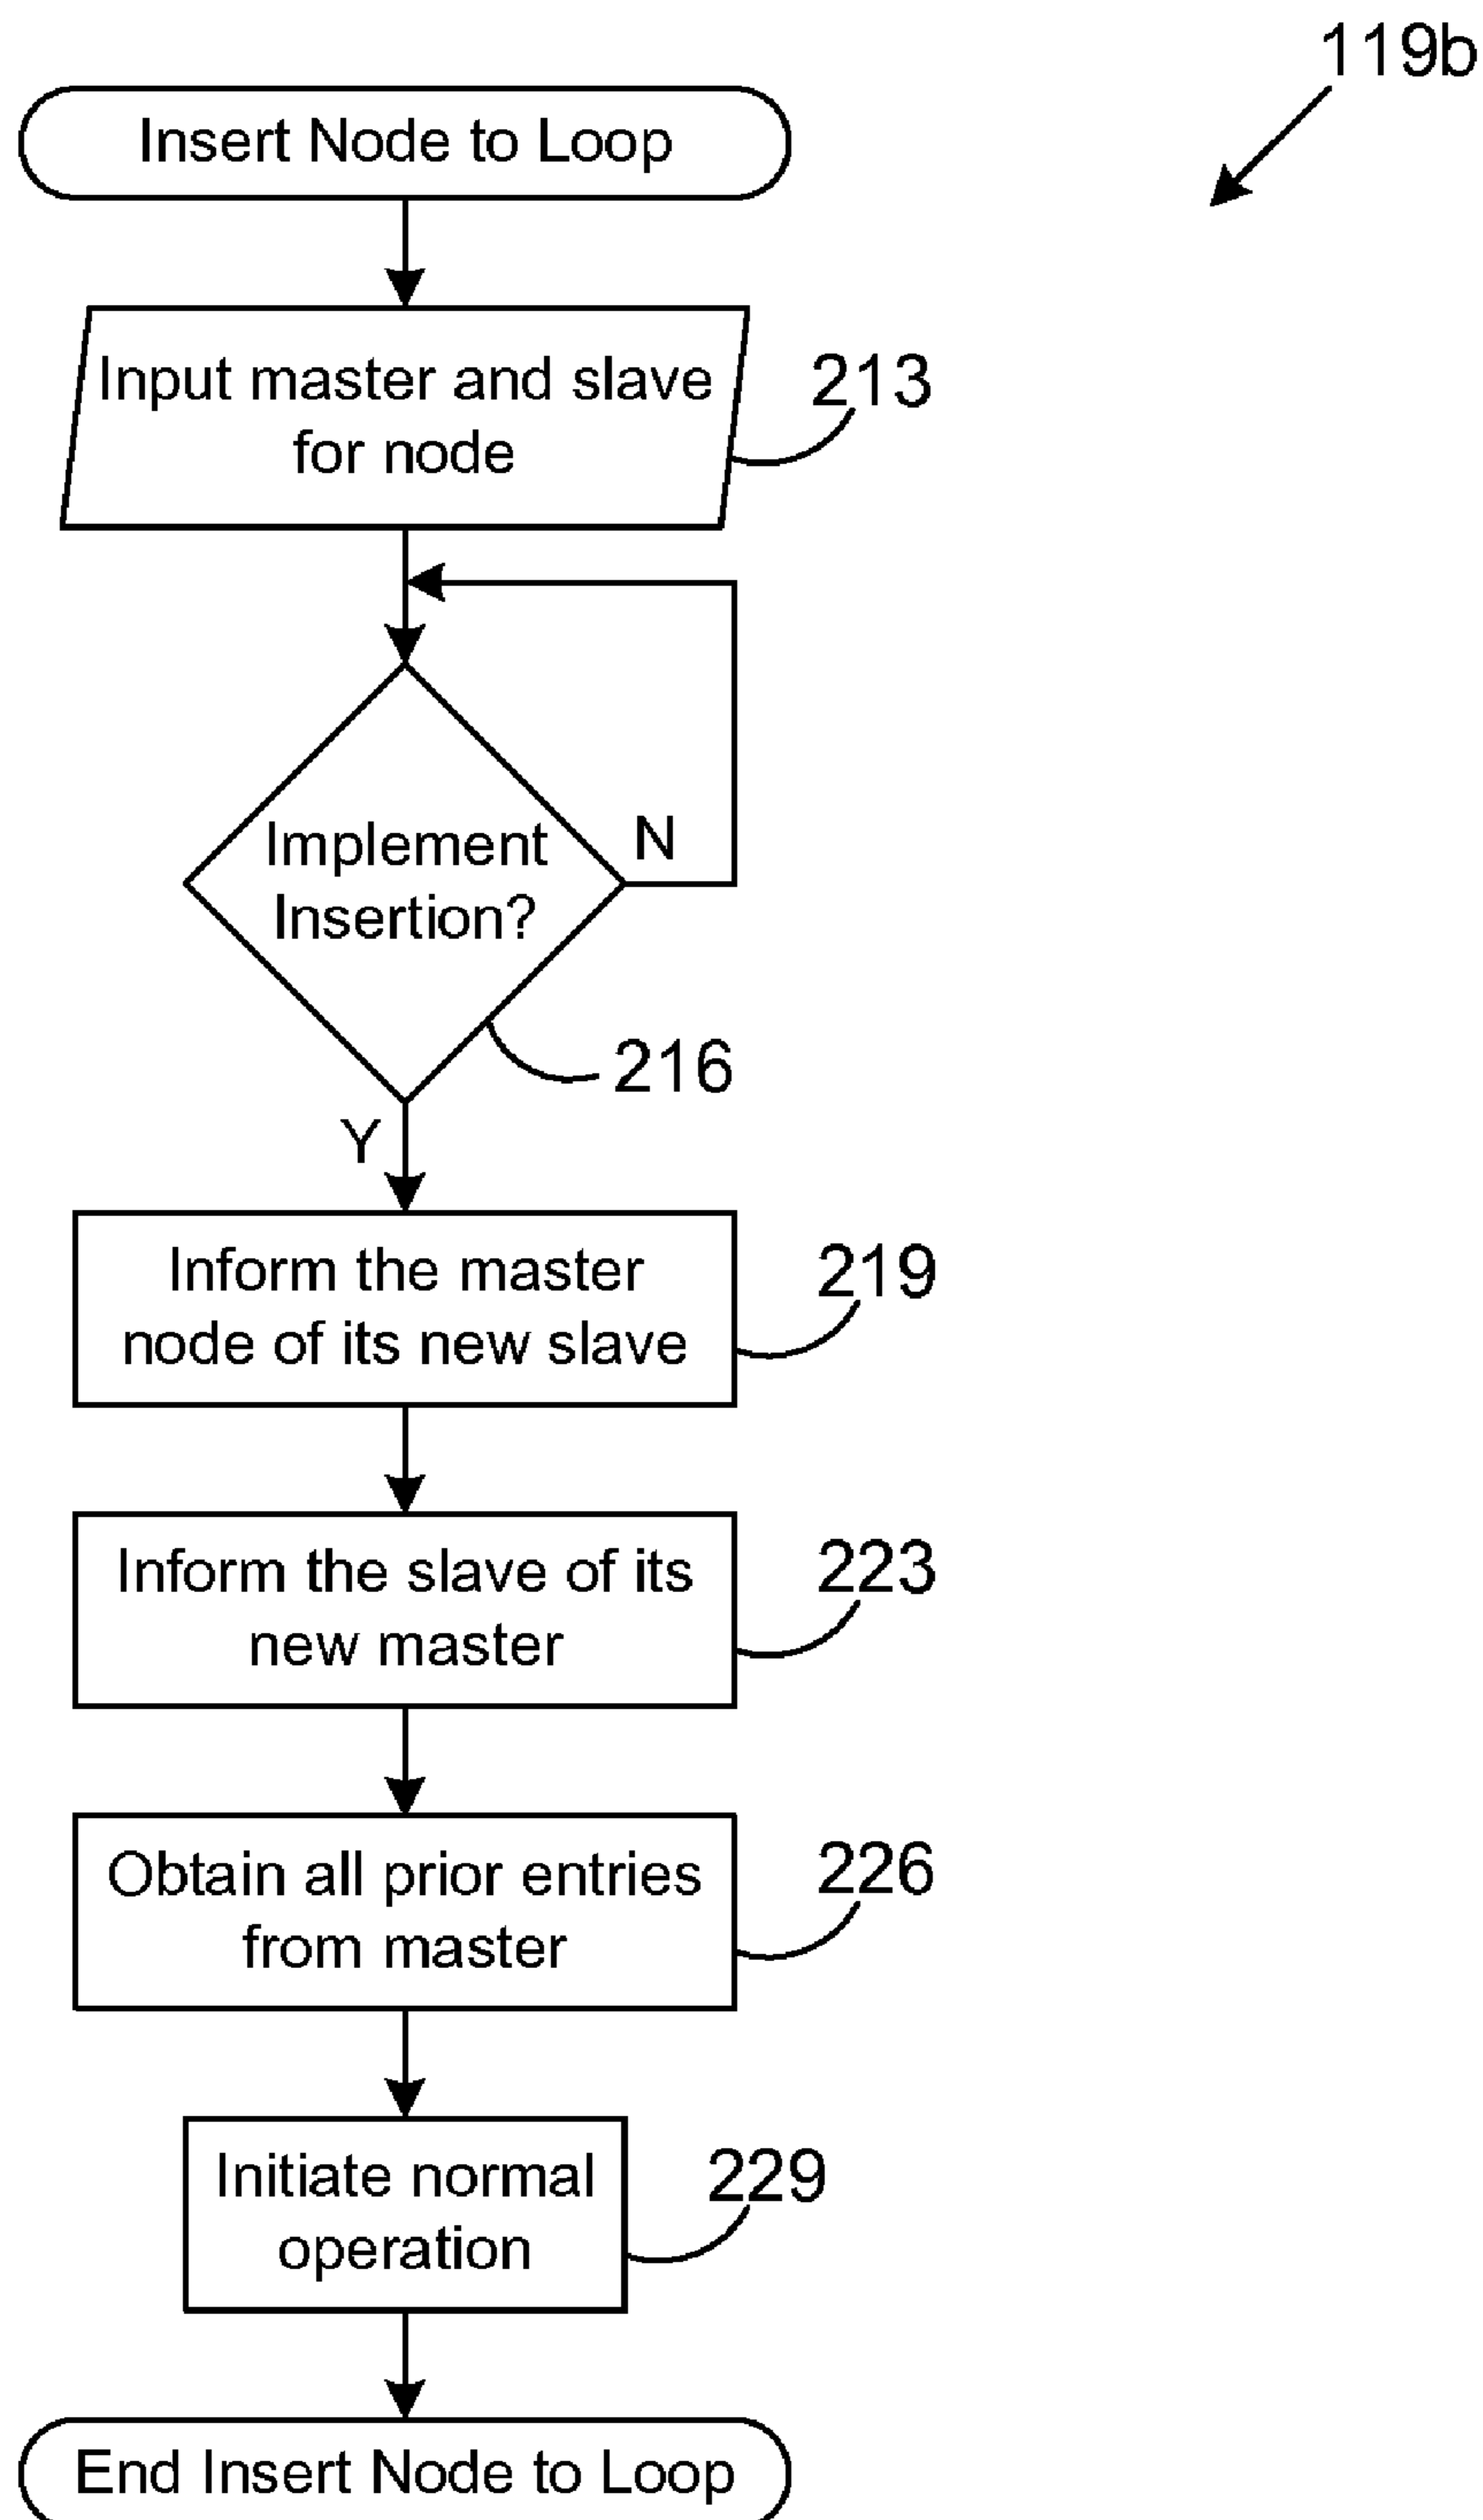 119b
Insert Node to Loop
Input master and slave
for node
213
Implement
Insertion?
N
216
Y
Inform the master
node of its new slave
219
Inform the slave of its
new master
223
Obtain all prior entries
from master
226
Initiate normal
operation
229
End Insert Node to Loop